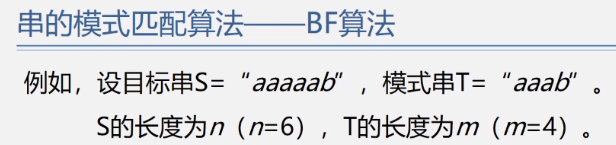 串的模式匹配算法——BF算法
例如，设目标串S=“aaaaab”，模式串T=“aaab”。
S的长度为n（n=6），T的长度为m（m=4）。